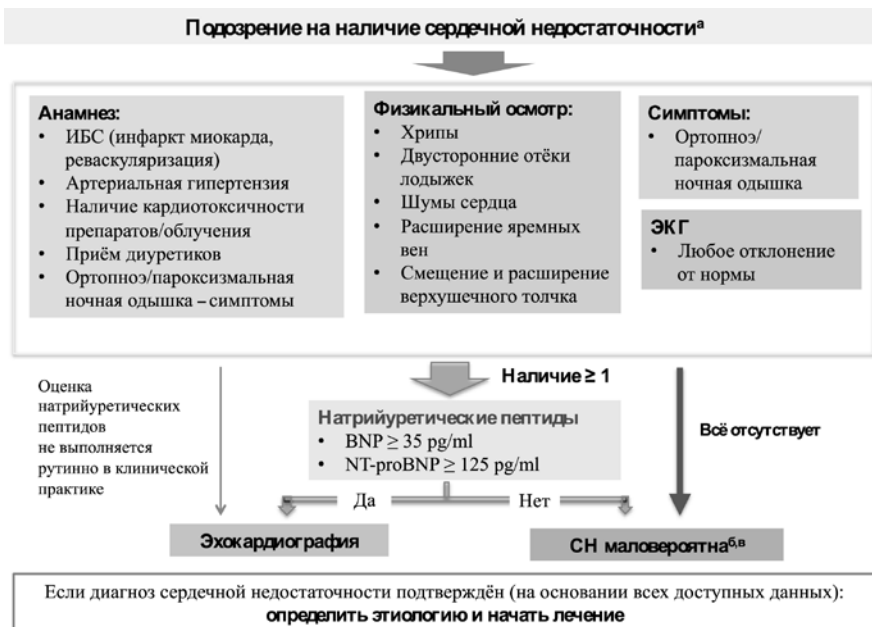 Подозрение на наличие сердечной недостаточностиᵃ
Анамнез:
• ИБС (инфаркт миокарда,
реваскуляризация)
• Артериальная гипертензия
• Наличие кардиотоксичности
препаратов/облучения
• Приём диуретиков
• Ортопноэ/пароксизмальная
ночная одышка – симптомы
Физикальный осмотр:
• Хрипы
• Двусторонние отёки
лодыжек
• Шумы сердца
• Расширение яремных
вен
• Смещение и расширение
верхушечного толчка
Симптомы:
• Ортопноэ/
пароксизмальная
ночная одышка
ЭКГ
• Любое отклонение
от нормы
Оценка
натрийуретических
пептидов
не выполняется
рутинно в клинической
практике
Наличие ≥ 1
Натрийуретические пептиды
• BNP ≥ 35 pg/ml
• NT-proBNP ≥ 125 pg/ml
Всё отсутствует
Да
Нет
Эхокардиография
СН маловероятнаб,в
Если диагноз сердечной недостаточности подтверждён (на основании всех доступных данных):
определить этиологию и начать лечение